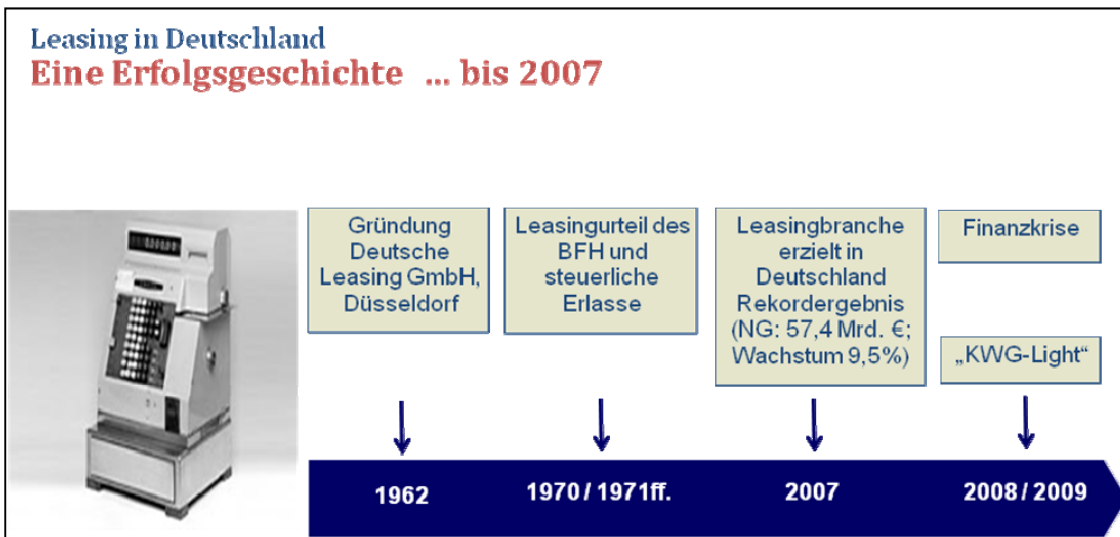 Leasing in Deutschland
Eine Erfolgsgeschichte ... bis 2007
Gründung
Deutsche
Leasing GmbH,
Düsseldorf
Leasingurteil des
BFH und
steuerliche
Erlasse
Leasingbranche
erzielt in
Deutschland
Rekordergebnis
(NG: 57,4 Mrd. €;
Wachstum 9,5%)
Finanzkrise
„KWG-Light“
1962
1970 / 1971ff.
2007
2008 / 2009